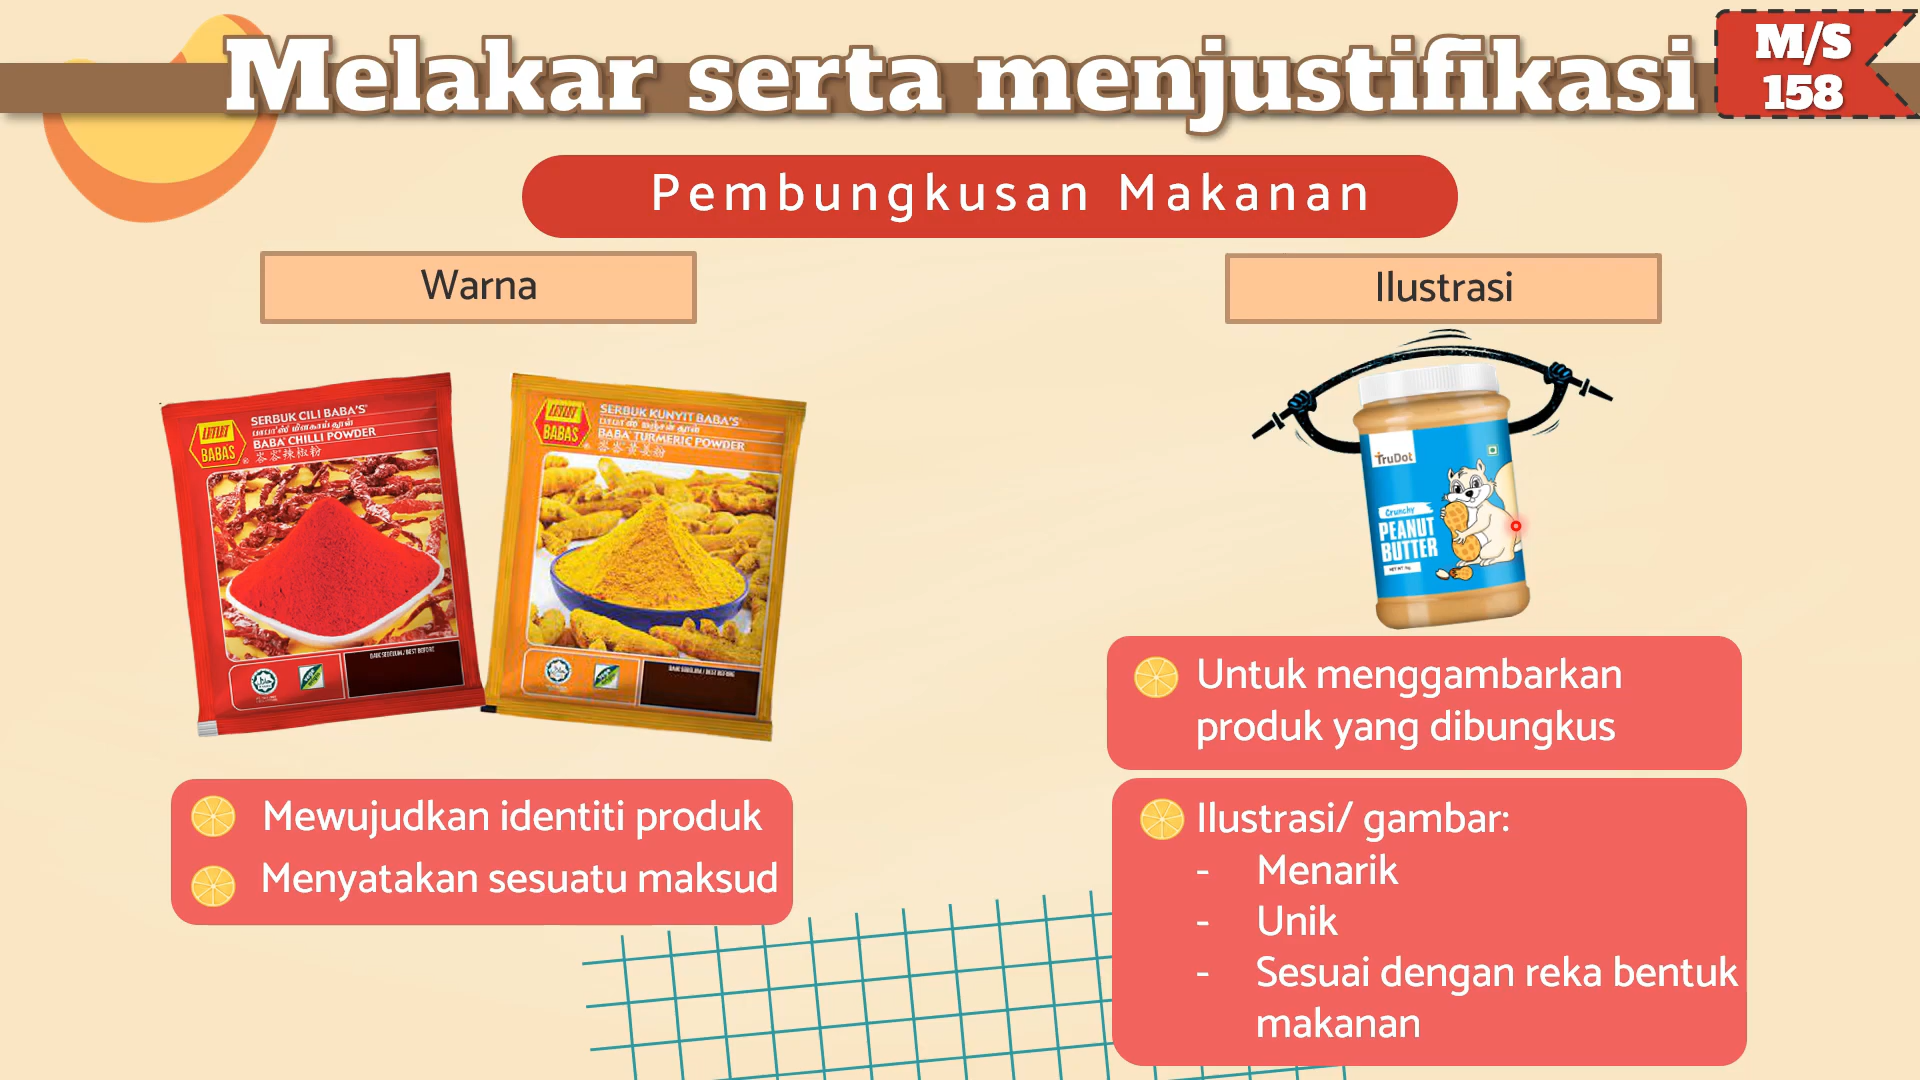 Melakar serta menjustifikasi
M/S
158
Pembungkusan Makanan
Warna
Ilustrasi
SERBUK CILI BABA'S
BABA'S
BABA' CHILLI POWDER
SERBUK KUNYIT BABA'S
BABA'S
BABA' TURMERIC POWDER
TruDot
Crunchy
PEANUT
BUTTER
Mewujudkan identiti produk
Menyatakan sesuatu maksud
Untuk menggambarkan
produk yang dibungkus
Ilustrasi/ gambar:
- Menarik
- Unik
- Sesuai dengan reka bentuk
makanan